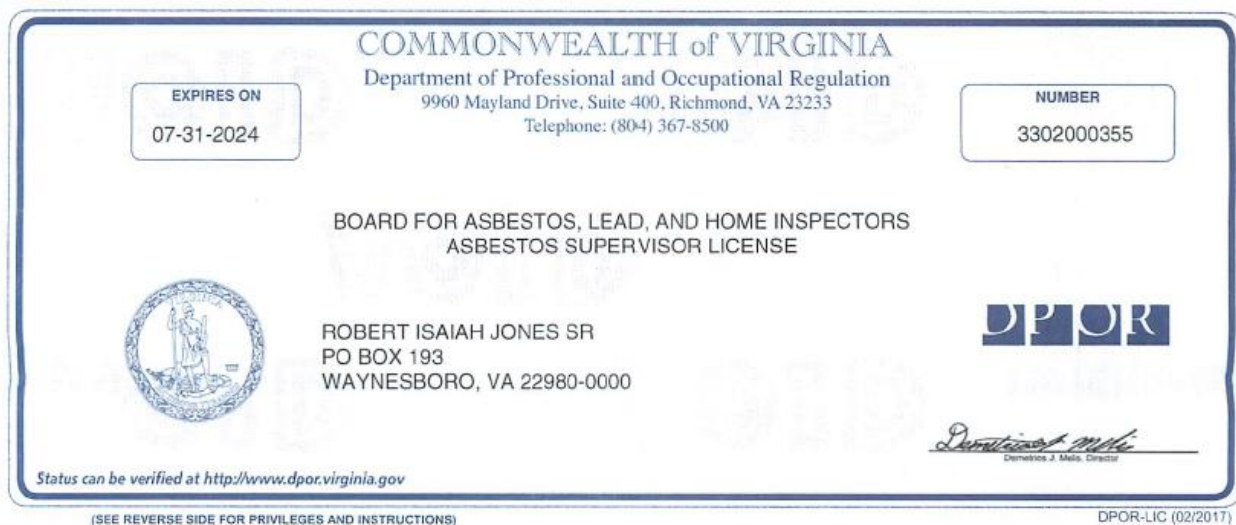 COMMONWEALTH of VIRGINIA
Department of Professional and Occupational Regulation
9960 Mayland Drive, Suite 400, Richmond, VA 23233
Telephone: (804) 367-8500
EXPIRES ON
07-31-2024
NUMBER
3302000355
BOARD FOR ASBESTOS, LEAD, AND HOME INSPECTORS
ASBESTOS SUPERVISOR LICENSE
VIRGINIA
ROBERT ISAIAH JONES SR
PO BOX 193
WAYNESBORO, VA 22980-0000
DPOR
Demetrios J. Melis
Demetrios J. Melis, Director
Status can be verified at http://www.dpor.virginia.gov
(SEE REVERSE SIDE FOR PRIVILEGES AND INSTRUCTIONS)
DPOR-LIC (02/2017)